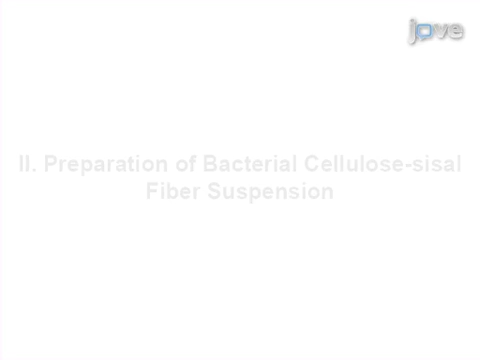 jove
II. Preparation of Bacterial Cellulose-sisal
Fiber Suspension